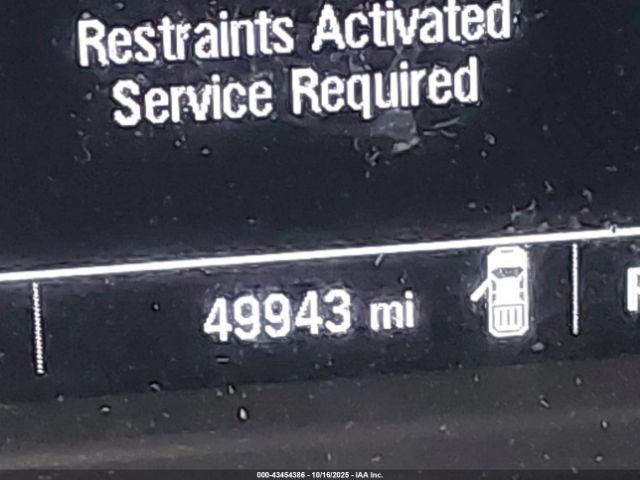 Restraints Activated
Service Required
49943 mi
000-43454386 - 10/16/2025 - IAA Inc.